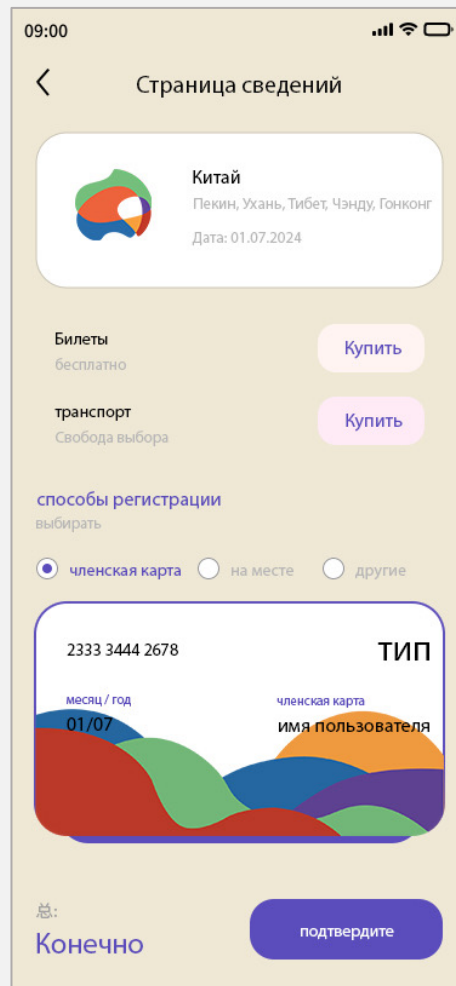 09:00
Страница сведений
Китай
Пекин, Ухань, Тибет, Чэнду, Гонконг
Дата: 01.07.2024
Билеты
бесплатно
Купить
транспорт
Свобода выбора
Купить
способы регистрации
выбирать
членская карта на месте другие
2333 3444 2678 ТИП
месяц / год членская карта
01/07 имя пользователя
总:
Конечно
подтвердите